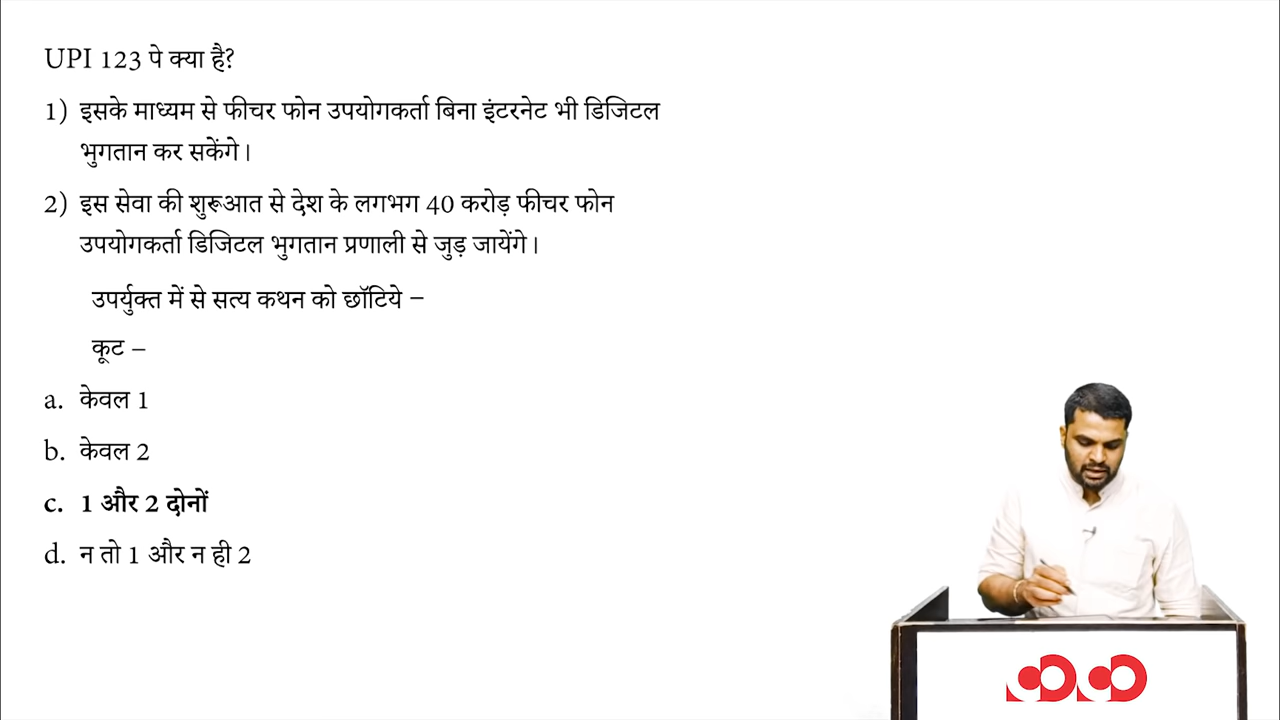 UPI 123 पे क्या है?
1) इसके माध्यम से फीचर फोन उपयोगकर्ता बिना इंटरनेट भी डिजिटल
भुगतान कर सकेंगे।
2) इस सेवा की शुरूआत से देश के लगभग 40 करोड़ फीचर फोन
उपयोगकर्ता डिजिटल भुगतान प्रणाली से जुड़ जायेंगे।
उपर्युक्त में से सत्य कथन को छाँटिये –
कूट –
a. केवल 1
b. केवल 2
c. 1 और 2 दोनों
d. न तो 1 और न ही 2